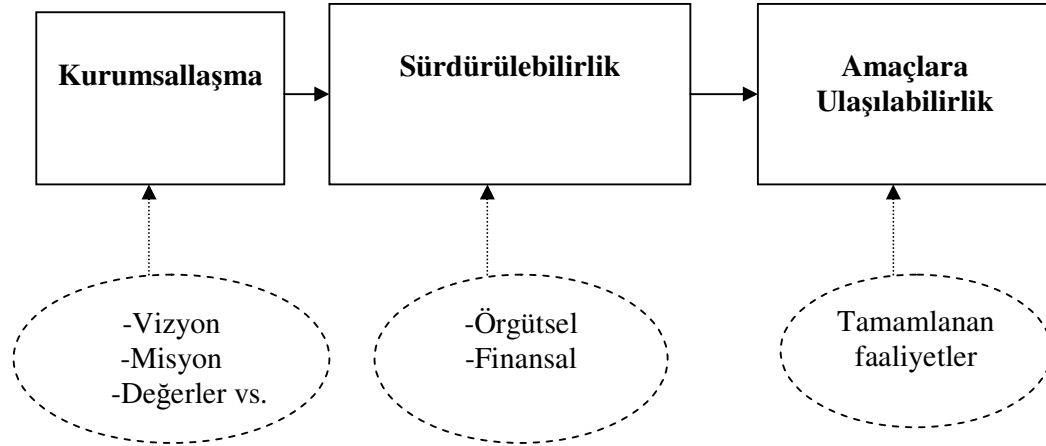 Kurumsallaşma
Sürdürülebilirlik
Amaçlara
Ulaşılabilirlik
-Vizyon
-Misyon
-Değerler vs.
-Örgütsel
-Finansal
Tamamlanan
faaliyetler